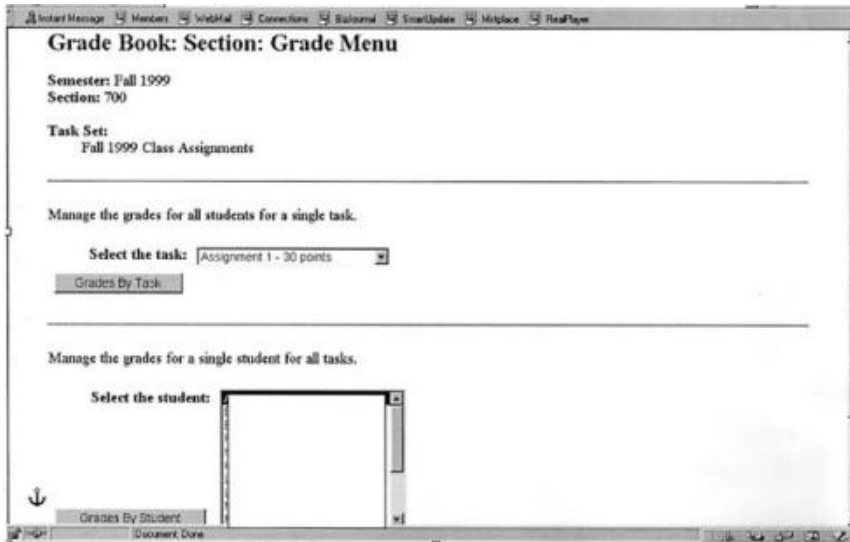 Instant Message Members WebMail Connections BizJournal SmartUpdate Mktplace RealPlayer
Grade Book: Section: Grade Menu
Semester: Fall 1999
Section: 700
Task Set:
Fall 1999 Class Assignments
Manage the grades for all students for a single task.
Select the task: Assignment 1 - 30 points
Grades By Task
Manage the grades for a single student for all tasks.
Select the student:
Grades By Student
Document: Done